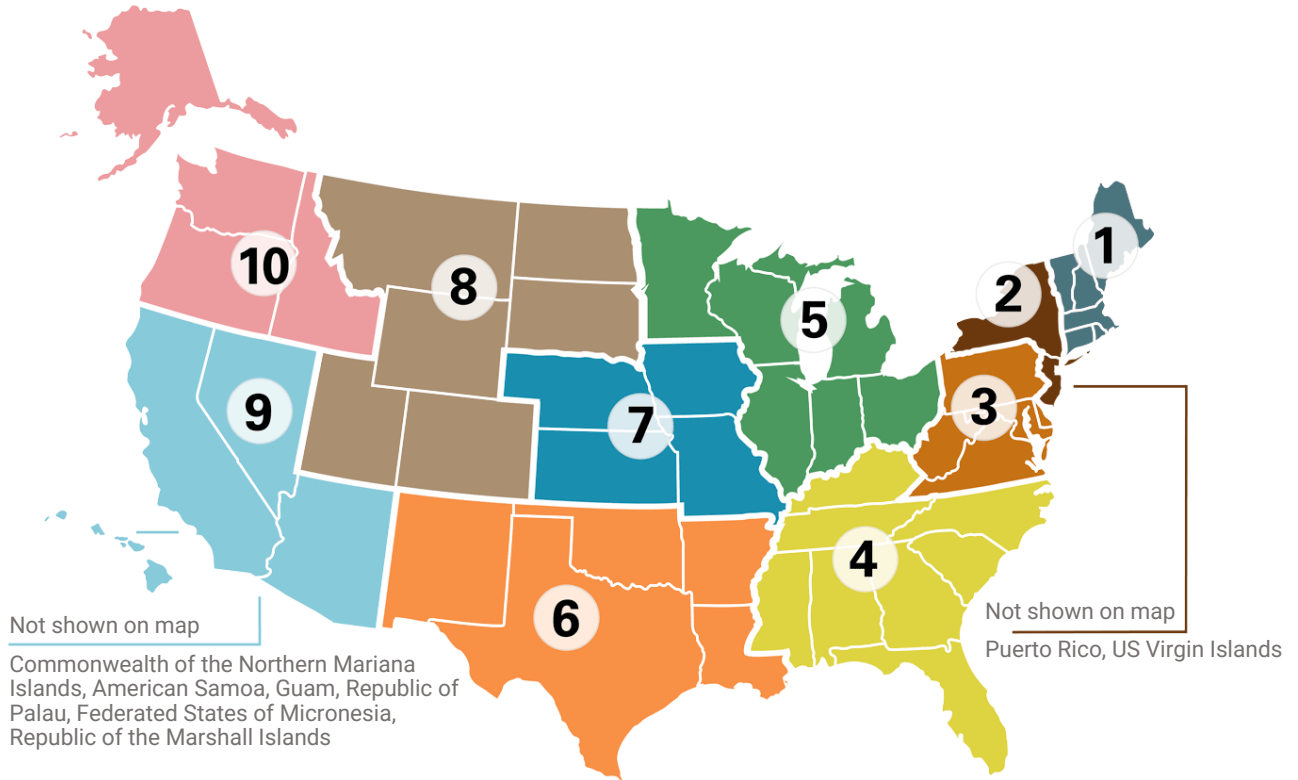 1
2
10
8
5
3
9
7
4
6
Not shown on map
Commonwealth of the Northern Mariana
Islands, American Samoa, Guam, Republic of
Palau, Federated States of Micronesia,
Republic of the Marshall Islands
Not shown on map
Puerto Rico, US Virgin Islands